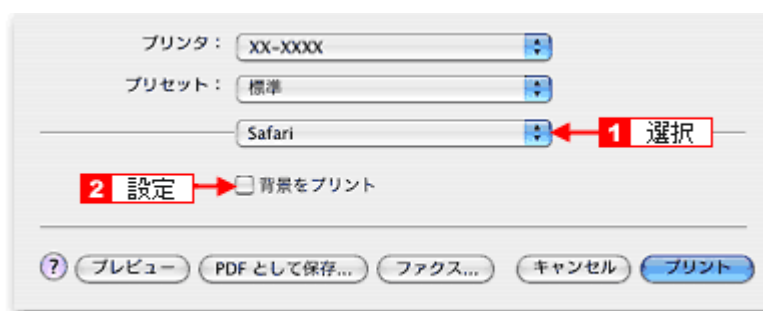 プリンタ： XX-XXXX
プリセット： 標準
Safari 1 選択
2 設定 背景をプリント
? プレビュー PDF として保存... ファクス... キャンセル プリント